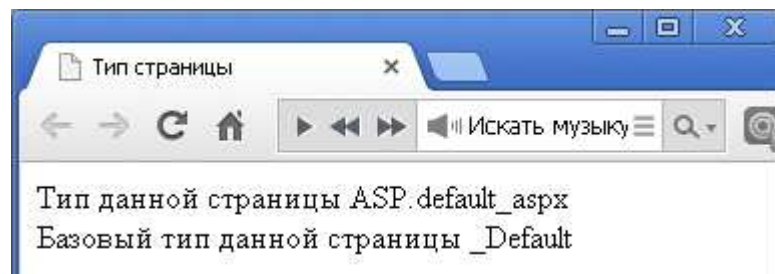 Тип страницы
Искать музыку
Тип данной страницы ASP.default_aspx
Базовый тип данной страницы _Default